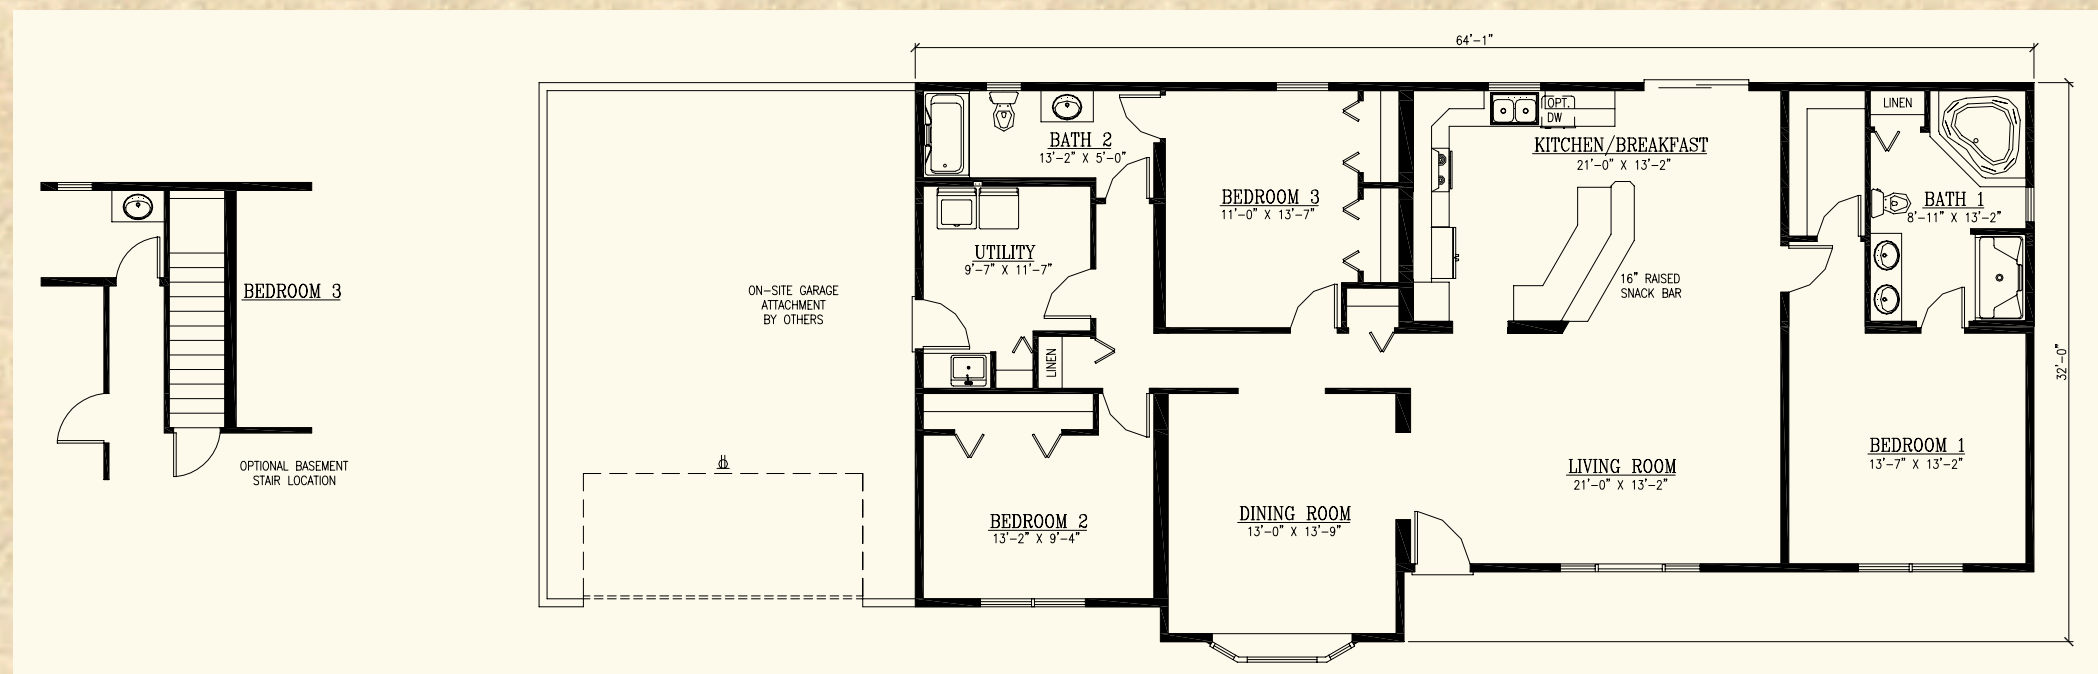 64'-1"
LINEN
OPT.
DW
BATH 2
13'-2" X 5'-0"
KITCHEN/BREAKFAST
21'-0" X 13'-2"
BEDROOM 3
11'-0" X 13'-7"
BATH 1
8'-11" X 13'-2"
UTILITY
9'-7" X 11'-7"
BEDROOM 3
ON-SITE GARAGE
ATTACHMENT
BY OTHERS
16" RAISED
SNACK BAR
LINEN
32'-0"
OPTIONAL BASEMENT
STAIR LOCATION
BEDROOM 1
13'-7" X 13'-2"
LIVING ROOM
21'-0" X 13'-2"
BEDROOM 2
13'-2" X 9'-4"
DINING ROOM
13'-0" X 13'-9"